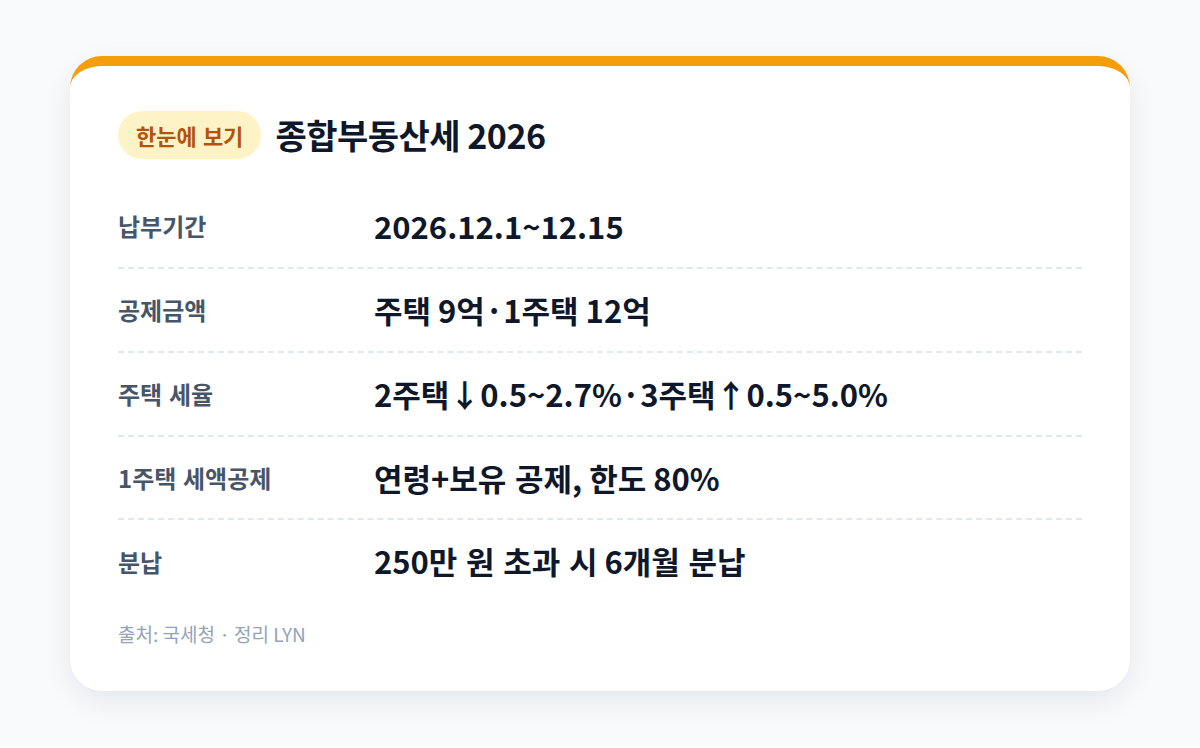 한눈에 보기 종합부동산세 2026
납부기간 2026.12.1~12.15
공제금액 주택 9억·1주택 12억
주택 세율 2주택↓0.5~2.7%·3주택↑0.5~5.0%
1주택 세액공제 연령+보유 공제, 한도 80%
분납 250만 원 초과 시 6개월 분납
출처: 국세청 · 정리 LYN